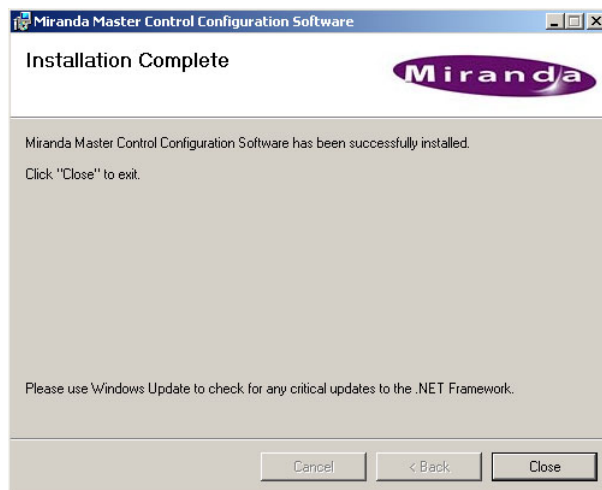 Miranda Master Control Configuration Software
Installation Complete
Miranda
Miranda Master Control Configuration Software has been successfully installed.
Click "Close" to exit.
Please use Windows Update to check for any critical updates to the .NET Framework.
Cancel < Back Close